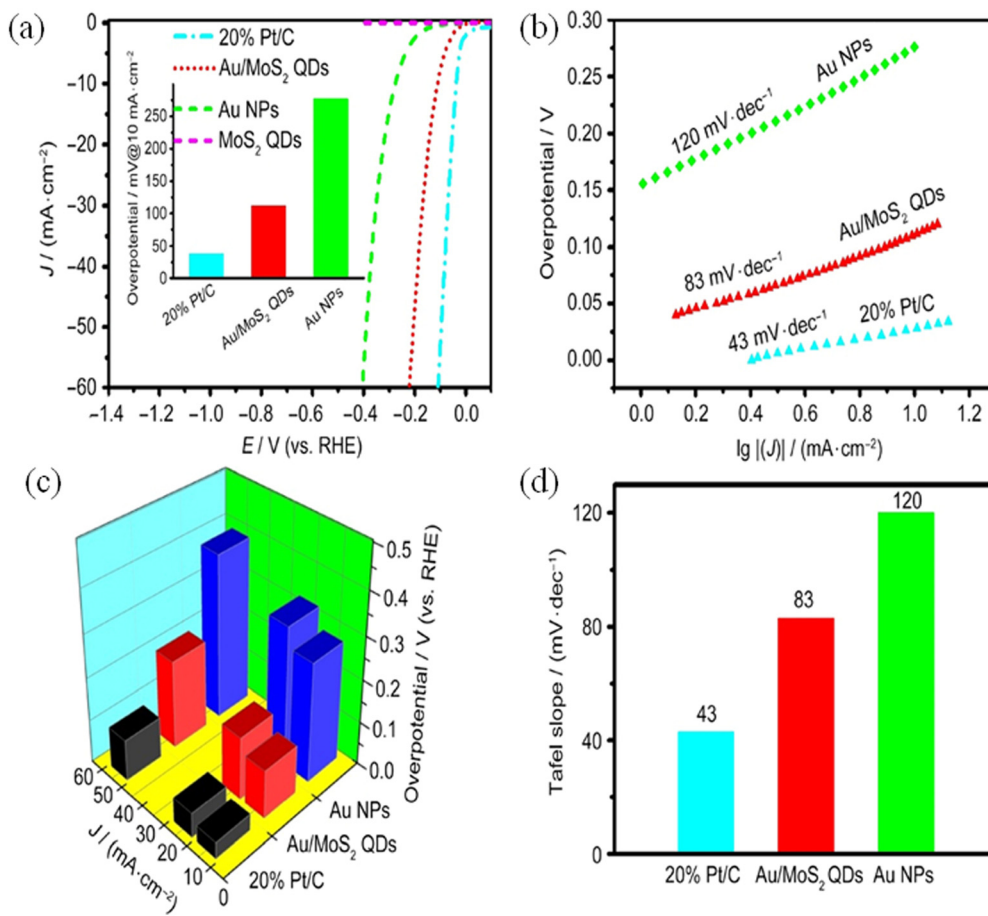 (a)
0
−10
−20
−30
−40
−50
−60
J / (mA·cm⁻²)
−1.4
−1.2
−1.0
−0.8
−0.6
−0.4
−0.2
0.0
E / V (vs. RHE)
20% Pt/C
Au/MoS₂ QDs
Au NPs
MoS₂ QDs
Overpotential / mV@10 mA·cm⁻²
250
200
150
100
50
0
20% Pt/C
Au/MoS₂ QDs
Au NPs
(b)
0.30
0.25
0.20
0.15
0.10
0.05
0.00
Overpotential / V
Au NPs
120 mV·dec⁻¹
Au/MoS₂ QDs
83 mV·dec⁻¹
20% Pt/C
43 mV·dec⁻¹
0.0
0.2
0.4
0.6
0.8
1.0
1.2
lg |(J)| / (mA·cm⁻²)
(c)
0.5
0.4
0.3
0.2
0.1
0.0
Overpotential / V (vs. RHE)
60
50
40
30
20
10
0
J / (mA·cm⁻²)
Au NPs
Au/MoS₂ QDs
20% Pt/C
(d)
120
80
40
0
Tafel slope / (mV·dec⁻¹)
43
83
120
20% Pt/C
Au/MoS₂QDs
Au NPs